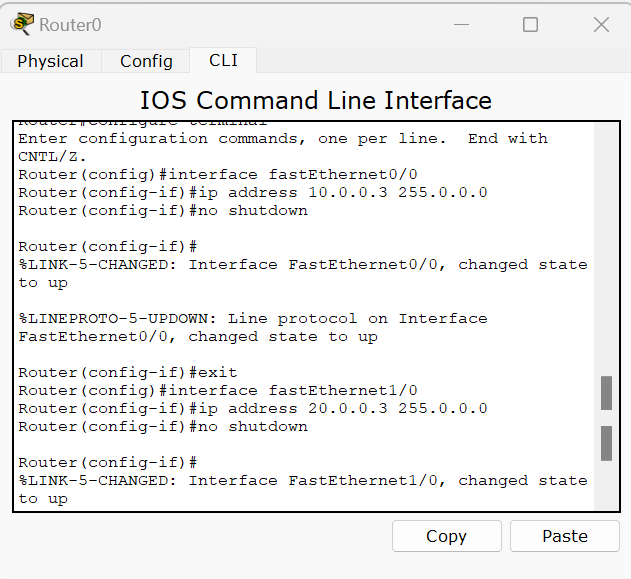 Router0
Physical Config CLI
IOS Command Line Interface
Router#configure terminal
Enter configuration commands, one per line.  End with
CNTL/Z.
Router(config)#interface fastEthernet0/0
Router(config-if)#ip address 10.0.0.3 255.0.0.0
Router(config-if)#no shutdown
Router(config-if)#
%LINK-5-CHANGED: Interface FastEthernet0/0, changed state
to up
%LINEPROTO-5-UPDOWN: Line protocol on Interface
FastEthernet0/0, changed state to up
Router(config-if)#exit
Router(config)#interface fastEthernet1/0
Router(config-if)#ip address 20.0.0.3 255.0.0.0
Router(config-if)#no shutdown
Router(config-if)#
%LINK-5-CHANGED: Interface FastEthernet1/0, changed state
to up
Copy Paste